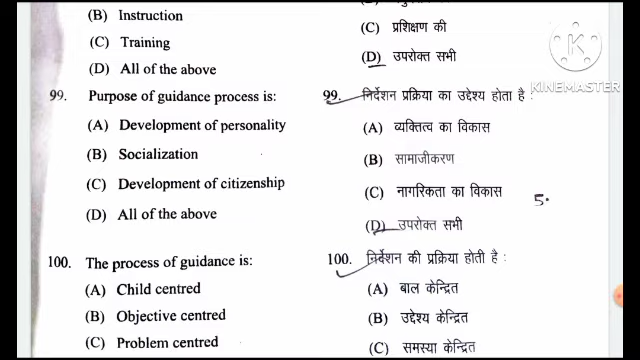 (B) Instruction
(C) Training
(D) All of the above
99. Purpose of guidance process is:
(A) Development of personality
(B) Socialization
(C) Development of citizenship
(D) All of the above
100. The process of guidance is:
(A) Child centred
(B) Objective centred
(C) Problem centred
(C) प्रशिक्षण की
(D) उपरोक्त सभी
99. निर्देशन प्रक्रिया का उद्देश्य होता है :
(A) व्यक्तित्व का विकास
(B) सामाजीकरण
(C) नागरिकता का विकास
(D) उपरोक्त सभी
100. निर्देशन की प्रक्रिया होती है :
(A) बाल केन्द्रित
(B) उद्देश्य केन्द्रित
(C) समस्या केन्द्रित
5.
K
KINEMASTER